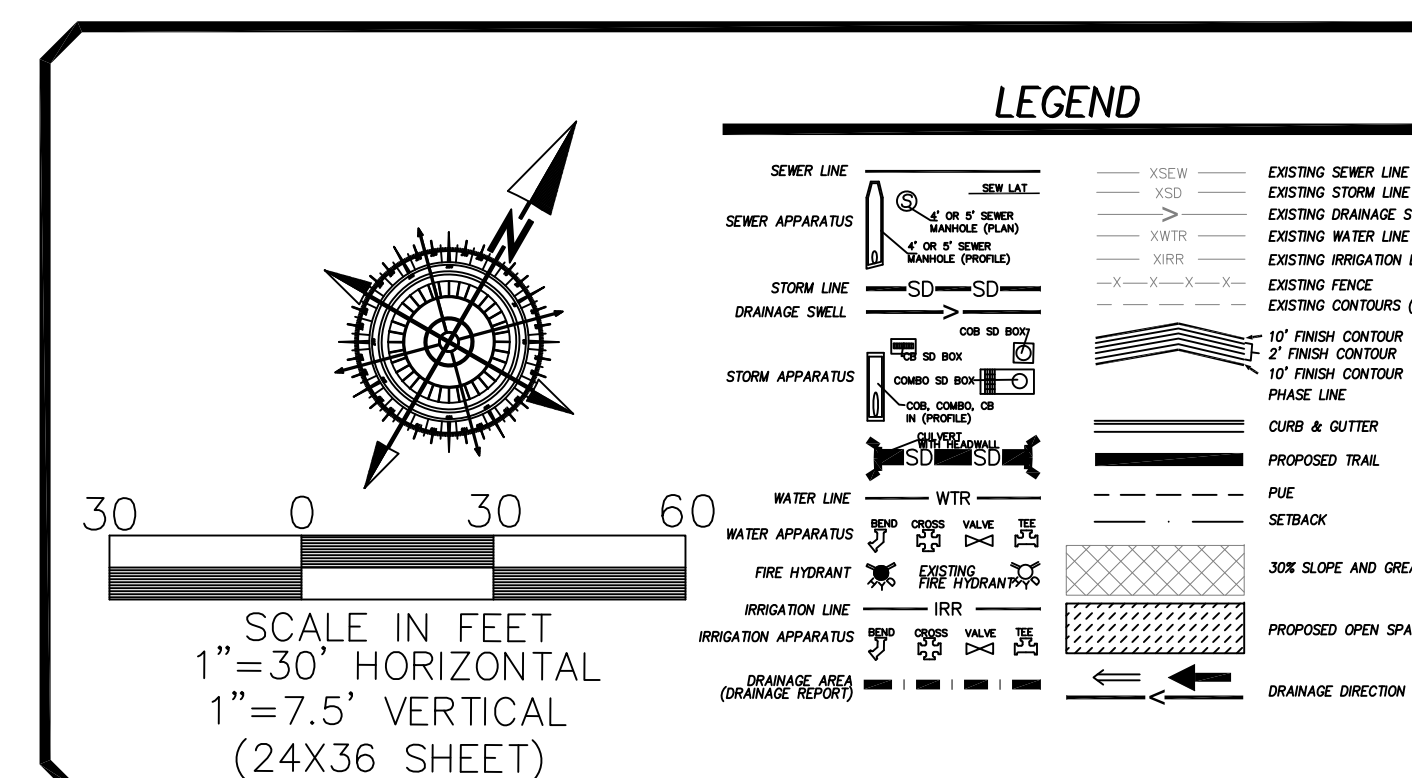 LEGEND
N
30 0 30 60
SCALE IN FEET
1"=30' HORIZONTAL
1"=7.5' VERTICAL
(24X36 SHEET)
SEWER LINE
SEW LAT
SEWER APPARATUS
S
4' OR 5' SEWER
MANHOLE (PLAN)
4' OR 5' SEWER
MANHOLE (PROFILE)
STORM LINE
SD SD
DRAINAGE SWELL
STORM APPARATUS
COB SD BOX
CB SD BOX
COMBO SD BOX
COB, COMBO, CB
IN (PROFILE)
CULVERT
WITH HEADWALL
SD SD
WATER LINE
WTR
WATER APPARATUS
BEND CROSS VALVE TEE
FIRE HYDRANT
EXISTING
FIRE HYDRANT
IRRIGATION LINE
IRR
IRRIGATION APPARATUS
BEND CROSS VALVE TEE
DRAINAGE AREA
(DRAINAGE REPORT)
XSEW EXISTING SEWER LINE
XSD EXISTING STORM LINE
EXISTING DRAINAGE S
XWTR EXISTING WATER LINE
XIRR EXISTING IRRIGATION
X X X X EXISTING FENCE
EXISTING CONTOURS (
10' FINISH CONTOUR
2' FINISH CONTOUR
10' FINISH CONTOUR
PHASE LINE
CURB & GUTTER
PROPOSED TRAIL
PUE
SETBACK
30% SLOPE AND GREA
PROPOSED OPEN SPA
DRAINAGE DIRECTION